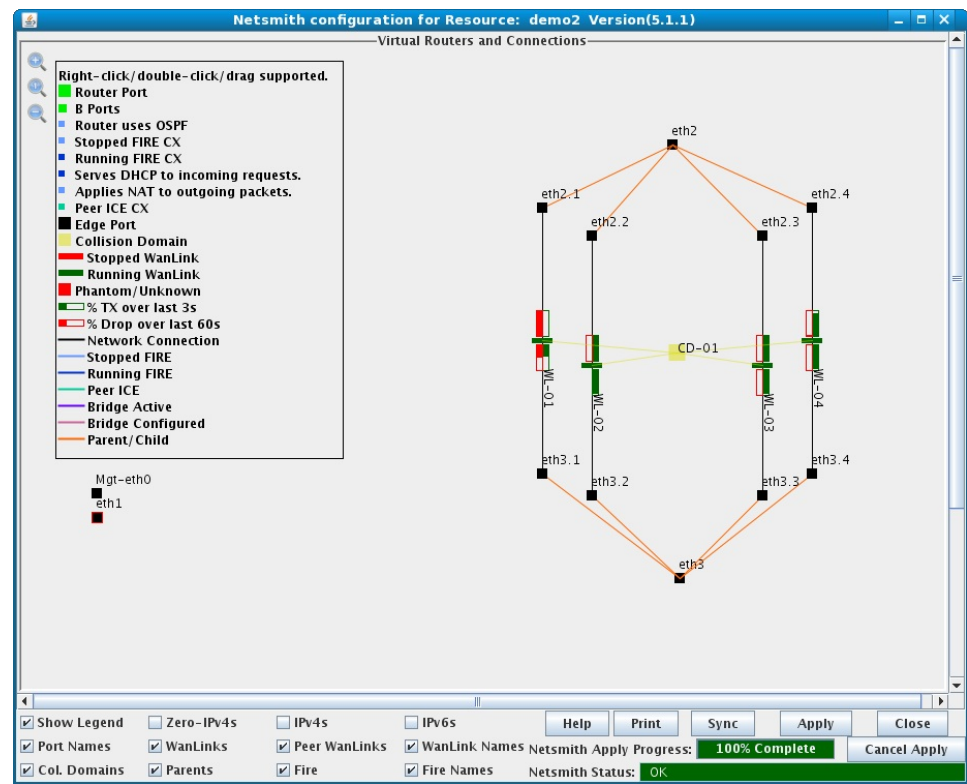 Netsmith configuration for Resource: demo2 Version(5.1.1)
Virtual Routers and Connections
Right-click/double-click/drag supported.
Router Port
B Ports
Router uses OSPF
Stopped FIRE CX
Running FIRE CX
Serves DHCP to incoming requests.
Applies NAT to outgoing packets.
Peer ICE CX
Edge Port
Collision Domain
Stopped WanLink
Running WanLink
Phantom/Unknown
% TX over last 3s
% Drop over last 60s
Network Connection
Stopped FIRE
Running FIRE
Peer ICE
Bridge Active
Bridge Configured
Parent/Child
Mgt-eth0
eth1
eth2
eth2.1
eth2.4
eth2.2
eth2.3
CD-01
WL-01
WL-02
WL-03
WL-04
eth3.1
eth3.4
eth3.2
eth3.3
eth3
Show Legend Zero-IPv4s IPv4s IPv6s Help Print Sync Apply Close
Port Names WanLinks Peer WanLinks WanLink Names Netsmith Apply Progress: 100% Complete Cancel Apply
Col. Domains Parents Fire Fire Names Netsmith Status: OK